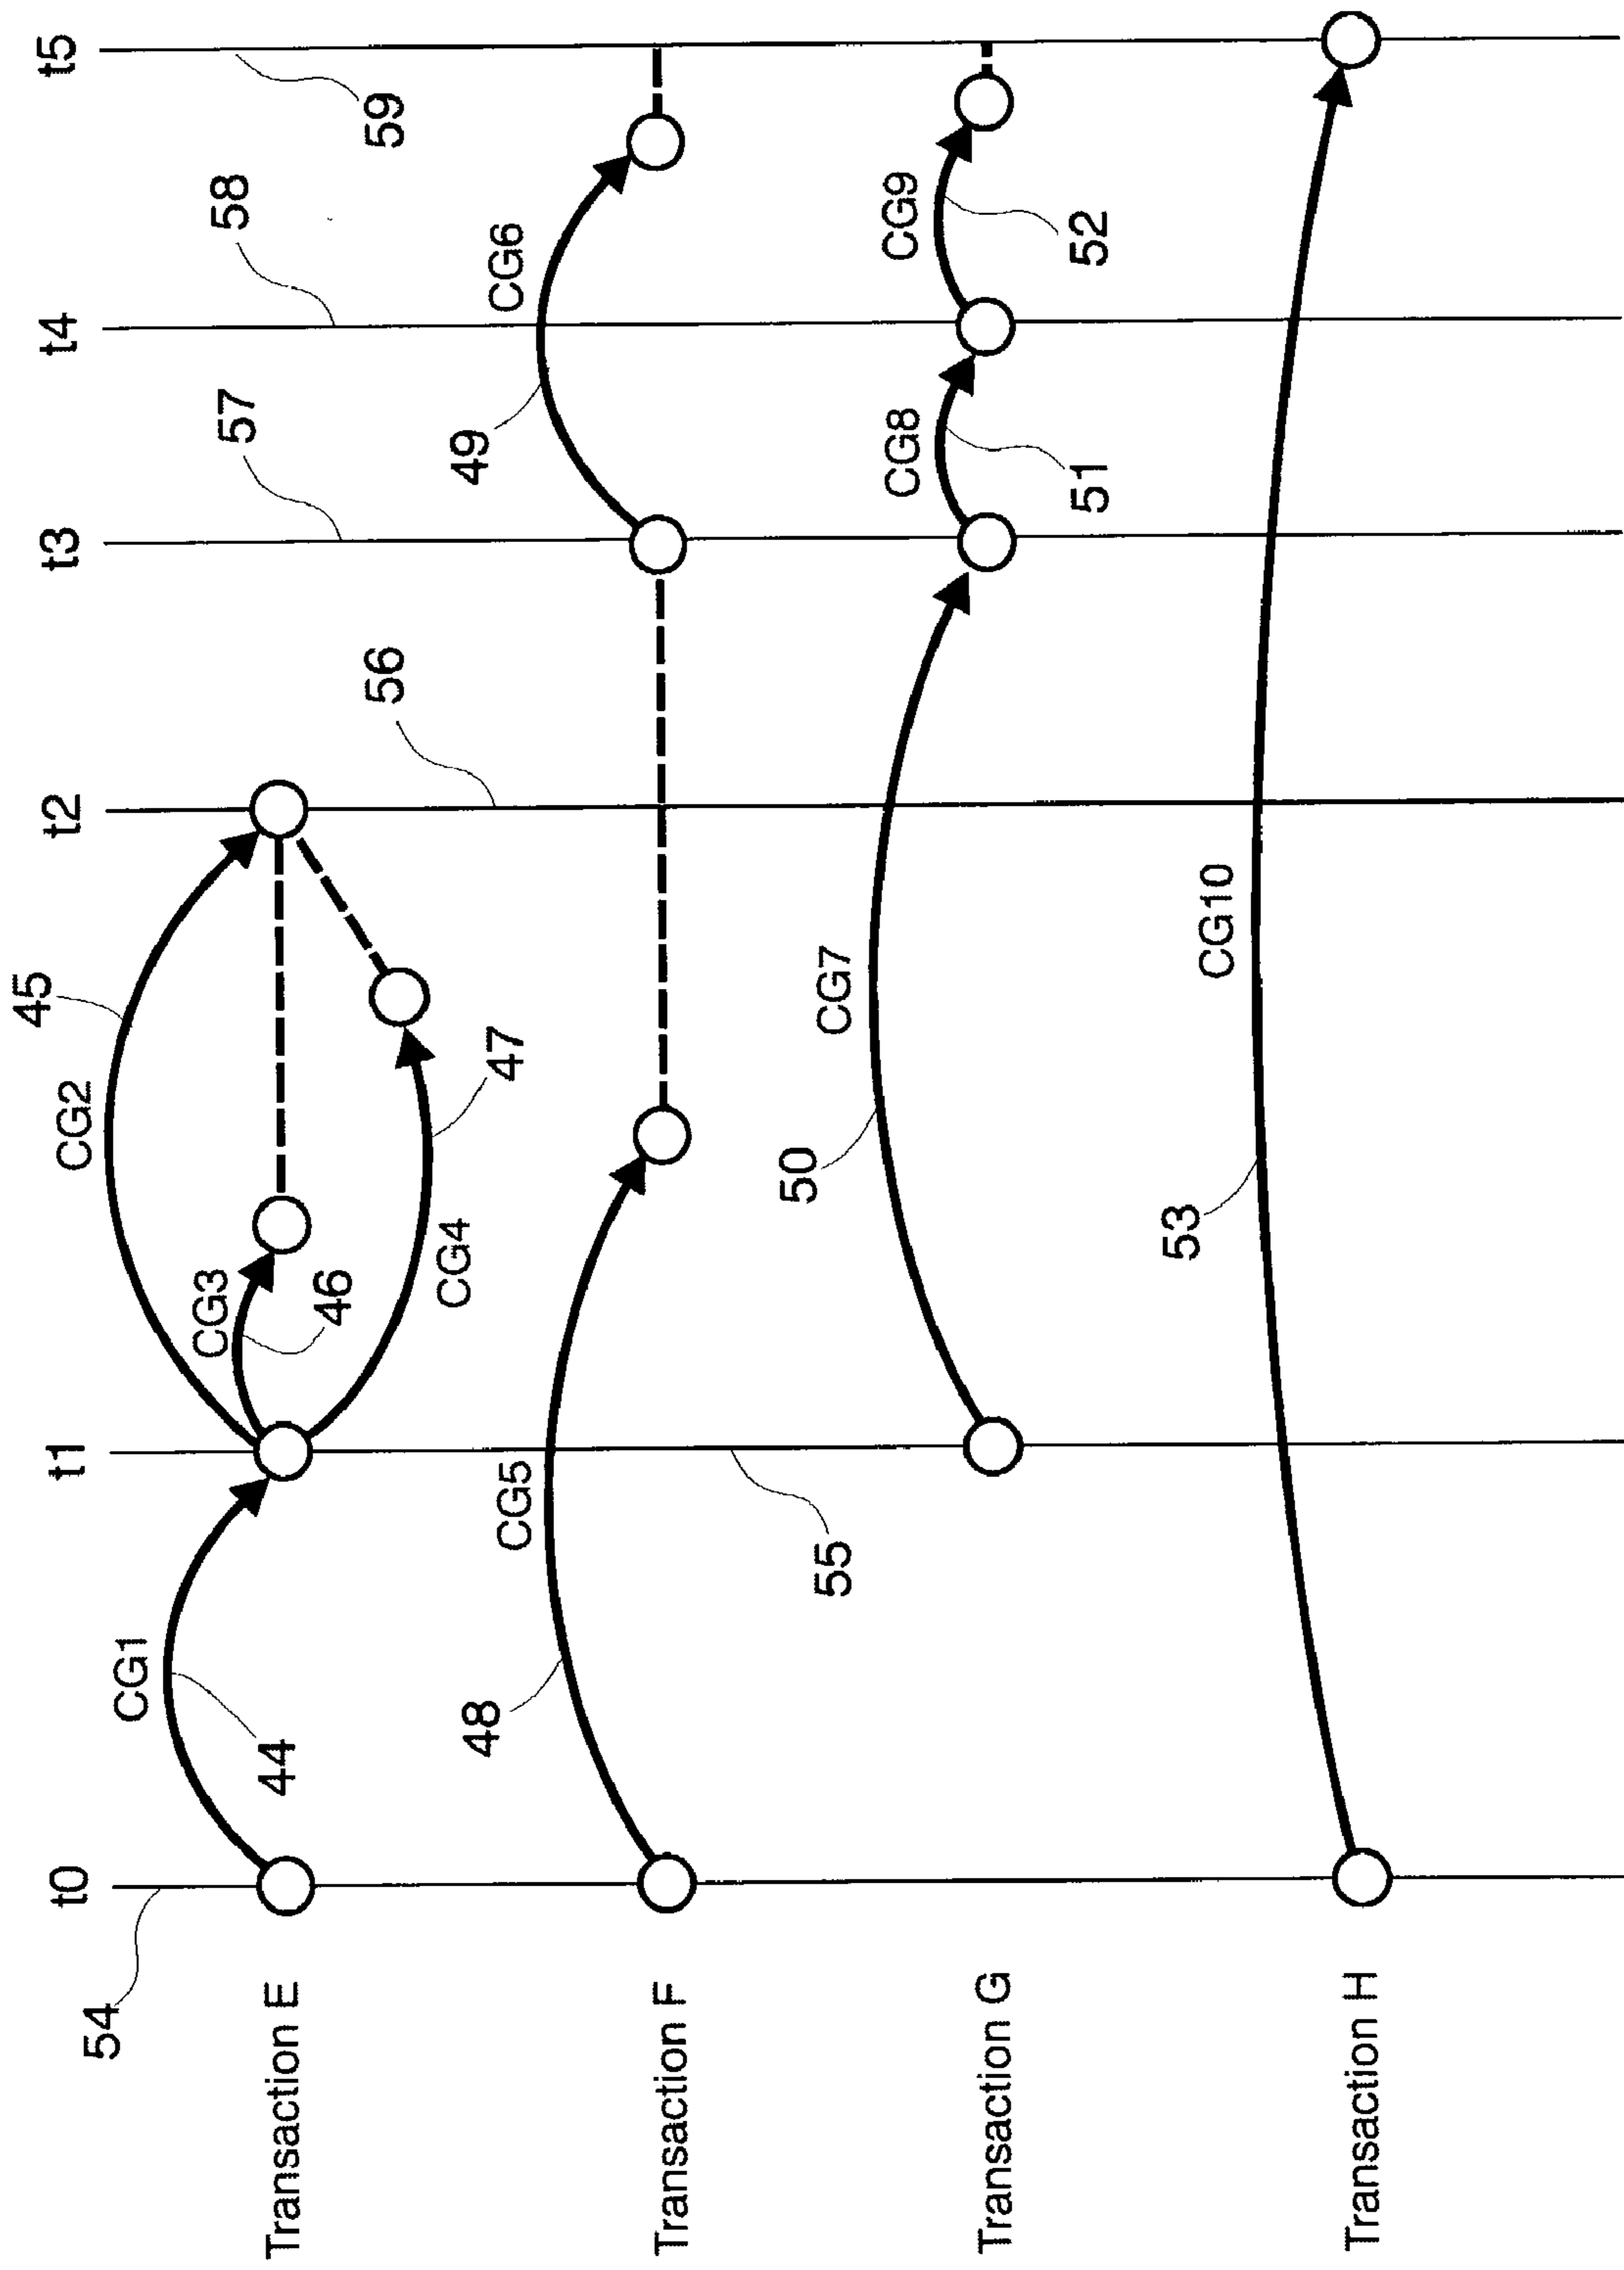 t0 t1 t2 t3 t4 t5
54 45 56 57 58 59
Transaction E CG1 44 CG2 CG3 46 CG4 47
Transaction F 48 CG5 49 CG6
55
Transaction G 50 CG7 CG8 51 CG9 52
Transaction H 53 CG10